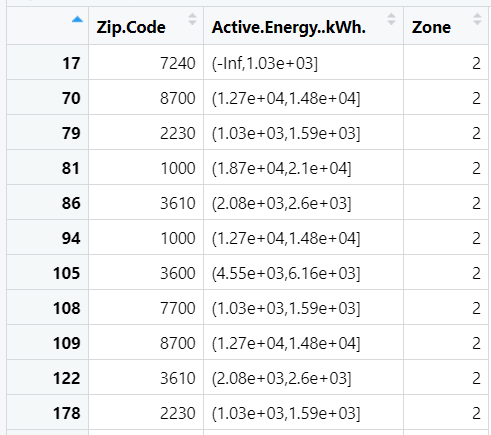 Zip.Code Active.Energy..kWh. Zone
17 7240 (-Inf,1.03e+03] 2
70 8700 (1.27e+04,1.48e+04] 2
79 2230 (1.03e+03,1.59e+03] 2
81 1000 (1.87e+04,2.1e+04] 2
86 3610 (2.08e+03,2.6e+03] 2
94 1000 (1.27e+04,1.48e+04] 2
105 3600 (4.55e+03,6.16e+03] 2
108 7700 (1.03e+03,1.59e+03] 2
109 8700 (1.27e+04,1.48e+04] 2
122 3610 (2.08e+03,2.6e+03] 2
178 2230 (1.03e+03,1.59e+03] 2